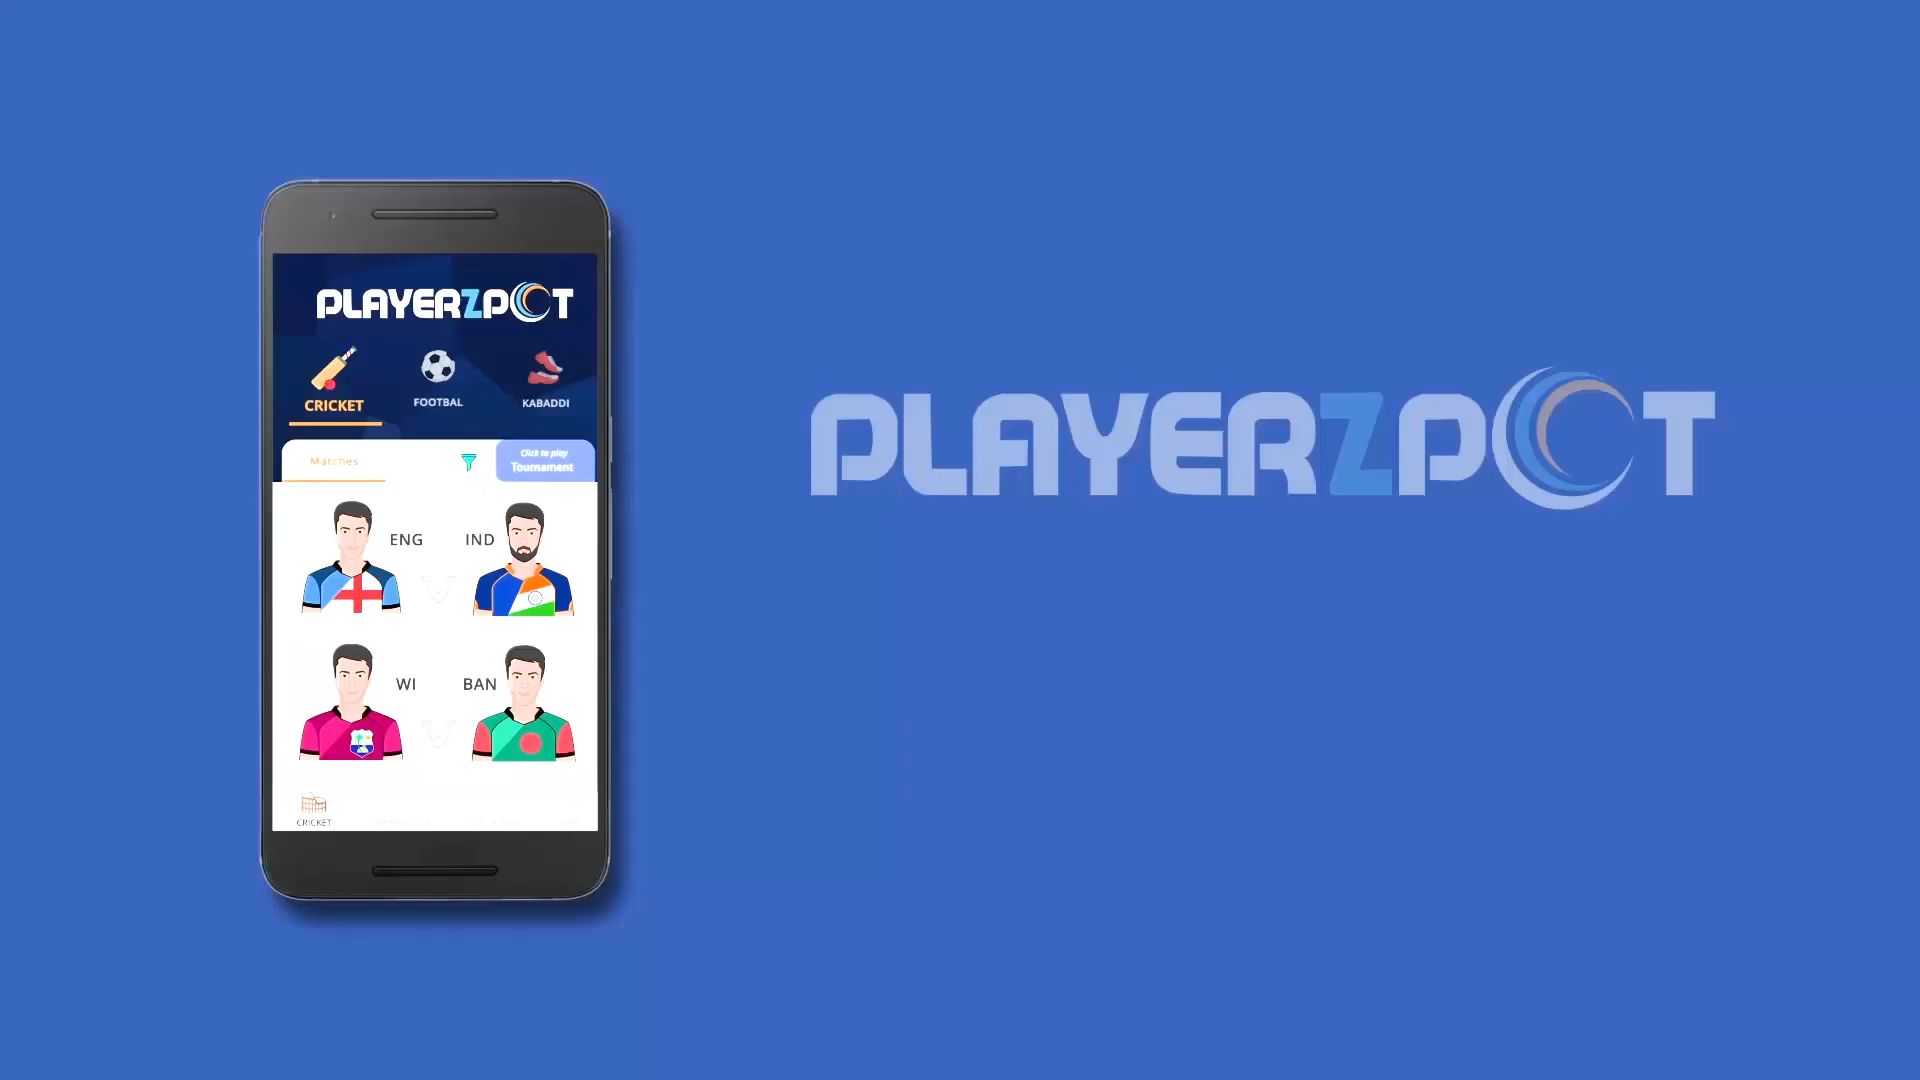 PLAYERZPOT
CRICKET
FOOTBAL
KABADDI
Matches
Click to play
Tournament
ENG
IND
WI
BAN
CRICKET
PLAYERZPOT